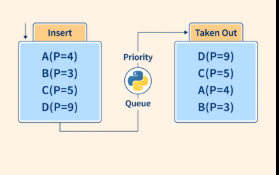 Insert
A(P=4)
B(P=3)
C(P=5)
D(P=9)
Priority
Queue
Taken Out
D(P=9)
C(P=5)
A(P=4)
B(P=3)